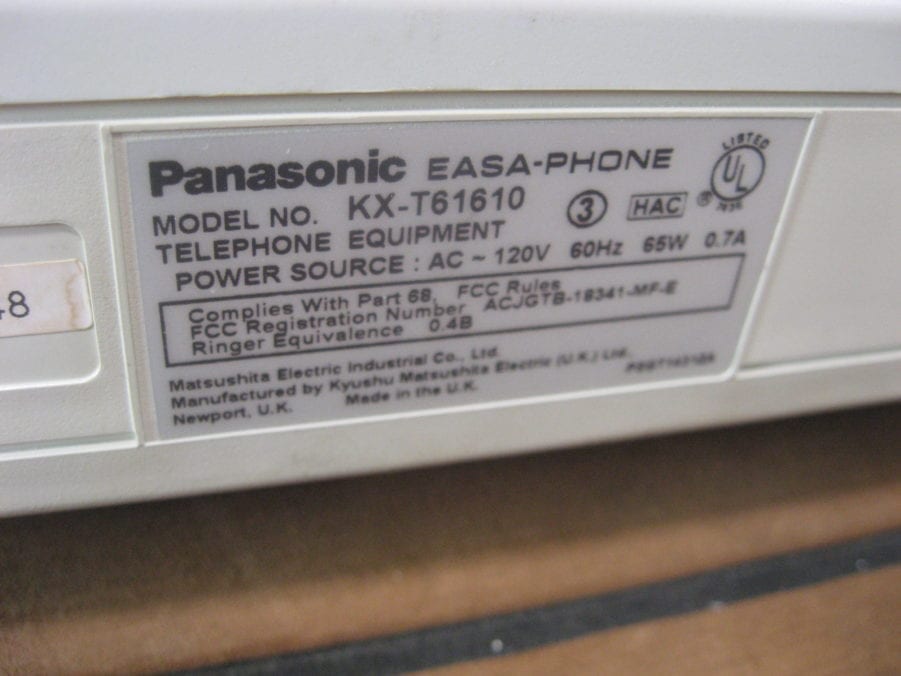 Panasonic EASA-PHONE
MODEL NO. KX-T61610
TELEPHONE EQUIPMENT
3 HAC
LISTED
UL
®
POWER SOURCE : AC ~ 120V 60Hz 65W 0.7A
Complies With Part 68, FCC Rules
FCC Registration Number ACJGTB-18341-MF-E
Ringer Equivalence 0.4B
Matsushita Electric Industrial Co., Ltd.
Manufactured by Kyushu Matsushita Electric (U.K.) Ltd.
Newport, U.K. Made in the U.K.
48